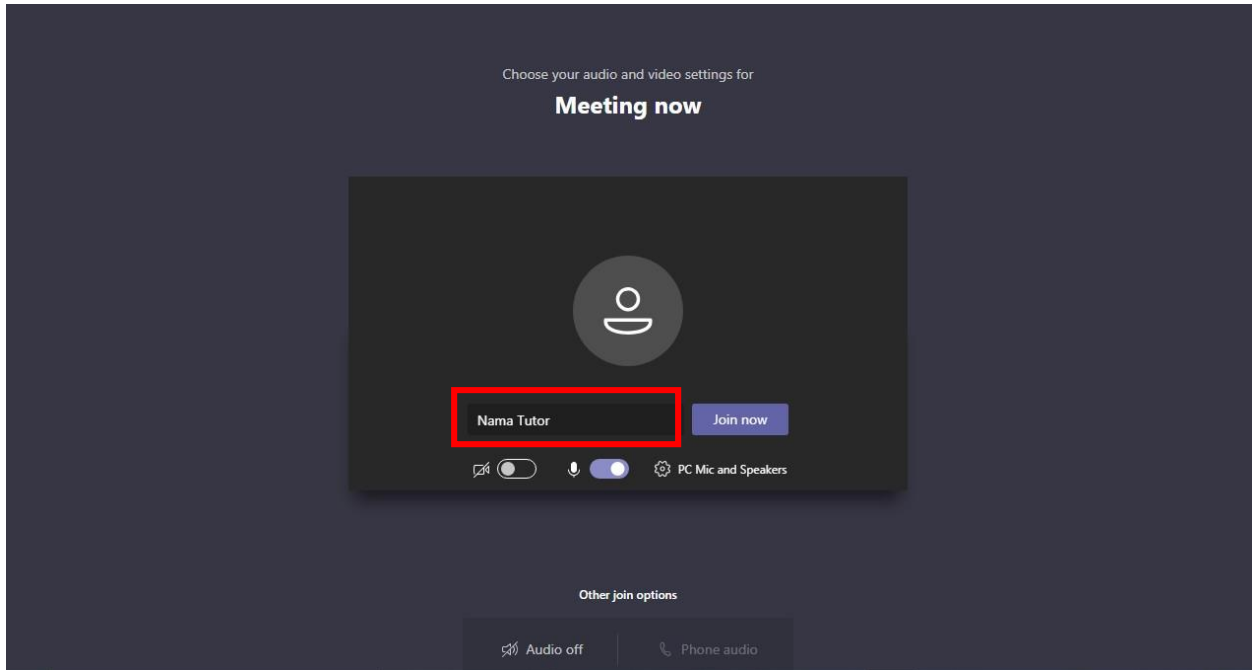 Choose your audio and video settings for
Meeting now
Nama Tutor
Join now
PC Mic and Speakers
Other join options
Audio off
Phone audio